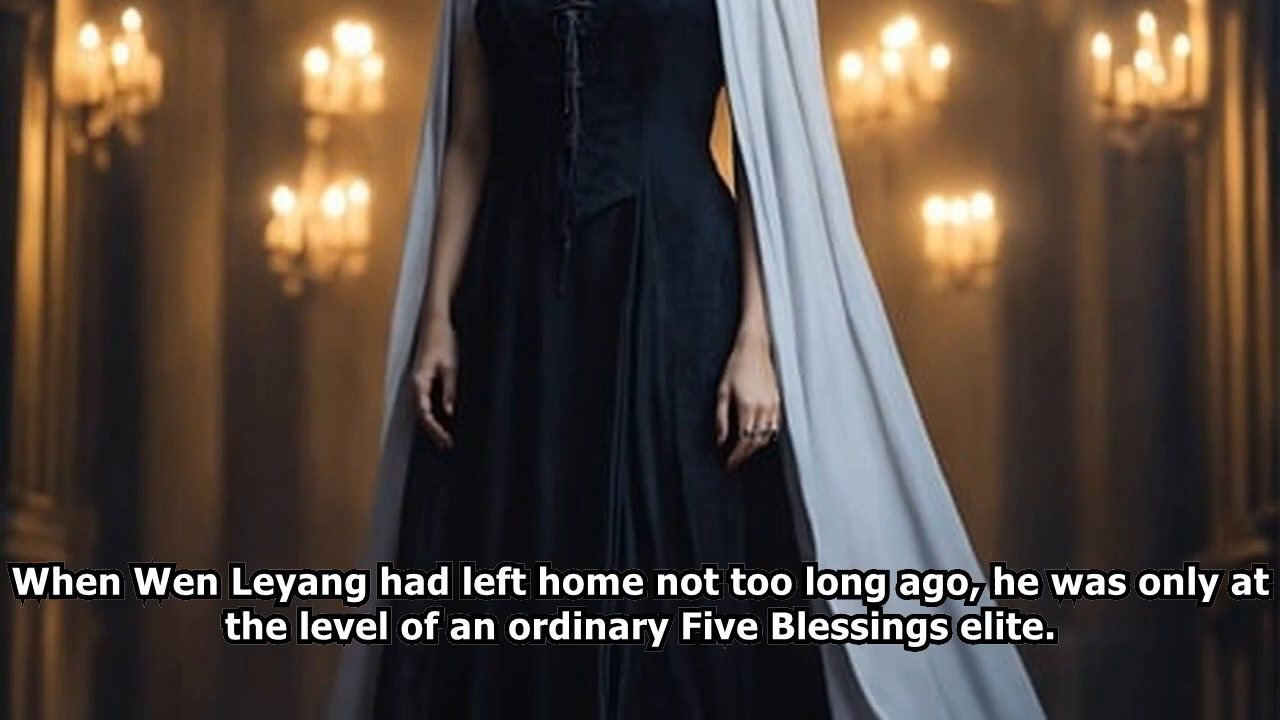 When Wen Leyang had left home not too long ago, he was only at
the level of an ordinary Five Blessings elite.